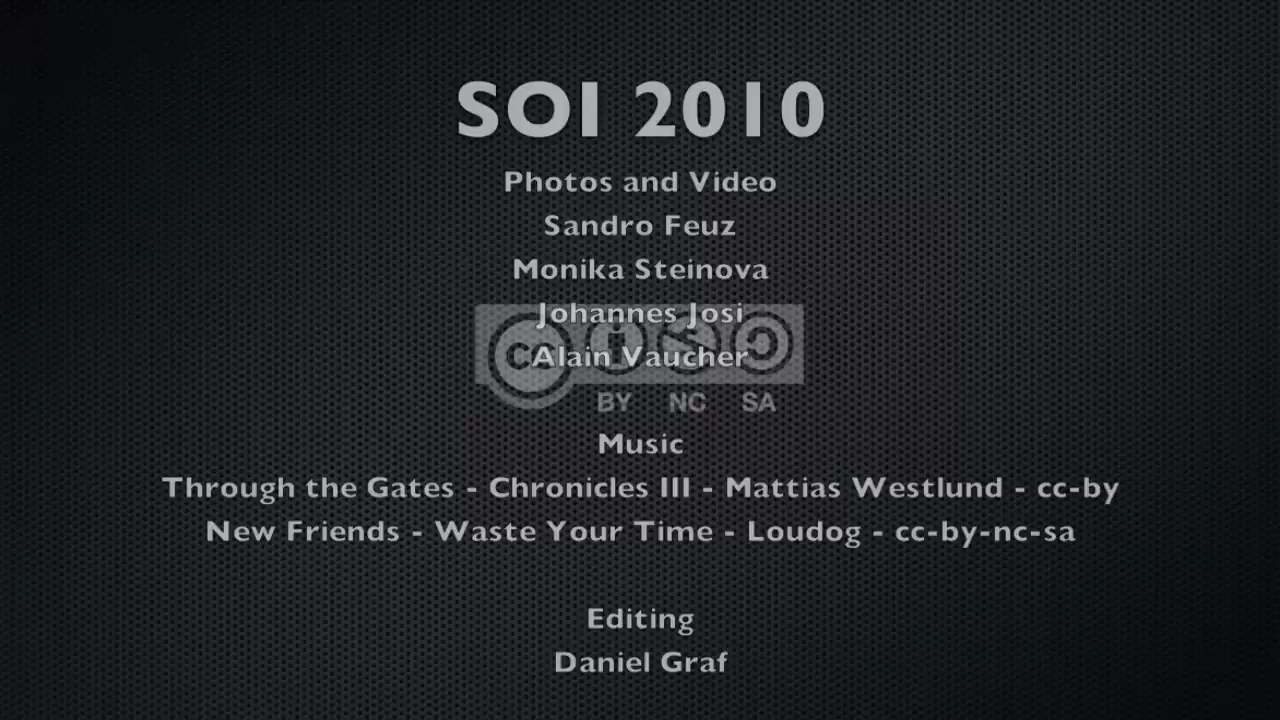 SOI 2010
Photos and Video
Sandro Feuz
Monika Steinova
Johannes Josi
Alain Vaucher
cc
BY NC SA
Music
Through the Gates - Chronicles III - Mattias Westlund - cc-by
New Friends - Waste Your Time - Loudog - cc-by-nc-sa
Editing
Daniel Graf